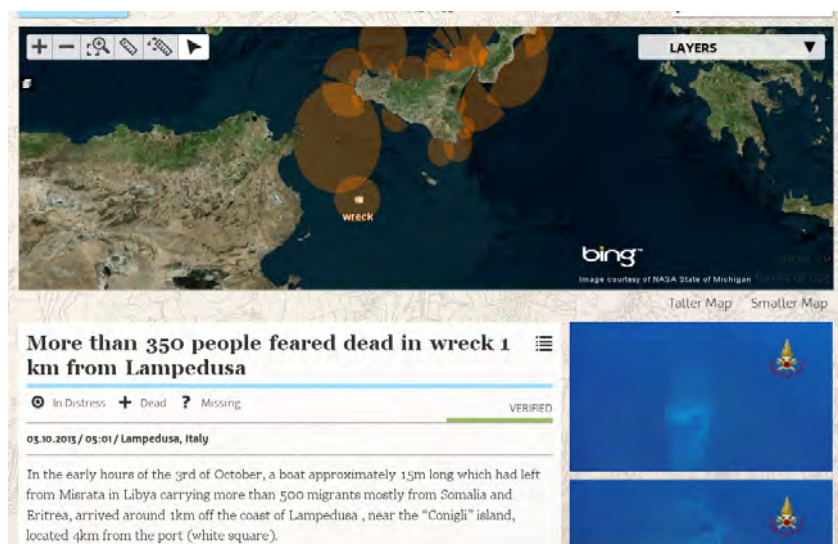 LAYERS
wreck
bing
Image courtesy of NASA State of Michigan
Taller Map Smaller Map
More than 350 people feared dead in wreck 1
km from Lampedusa
In Distress Dead ? Missing
VERIFIED
03.10.2013 / 05:01 / Lampedusa, Italy
In the early hours of the 3rd of October, a boat approximately 15m long which had left
from Misrata in Libya carrying more than 500 migrants mostly from Somalia and
Eritrea, arrived around 1km off the coast of Lampedusa , near the “Conigli” island,
located 4km from the port (white square).